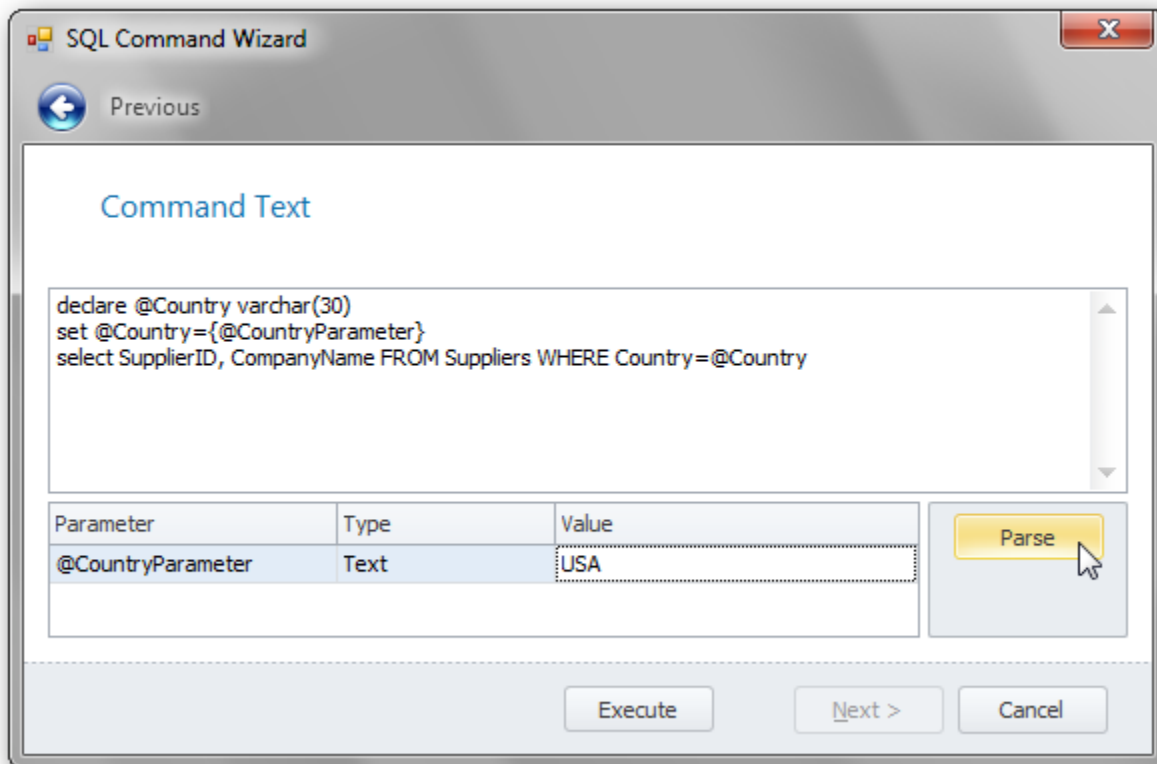 SQL Command Wizard
X
Previous
Command Text
declare @Country varchar(30)
set @Country={@CountryParameter}
select SupplierID, CompanyName FROM Suppliers WHERE Country=@Country
Parameter Type Value
@CountryParameter Text USA
Parse
Execute Next > Cancel